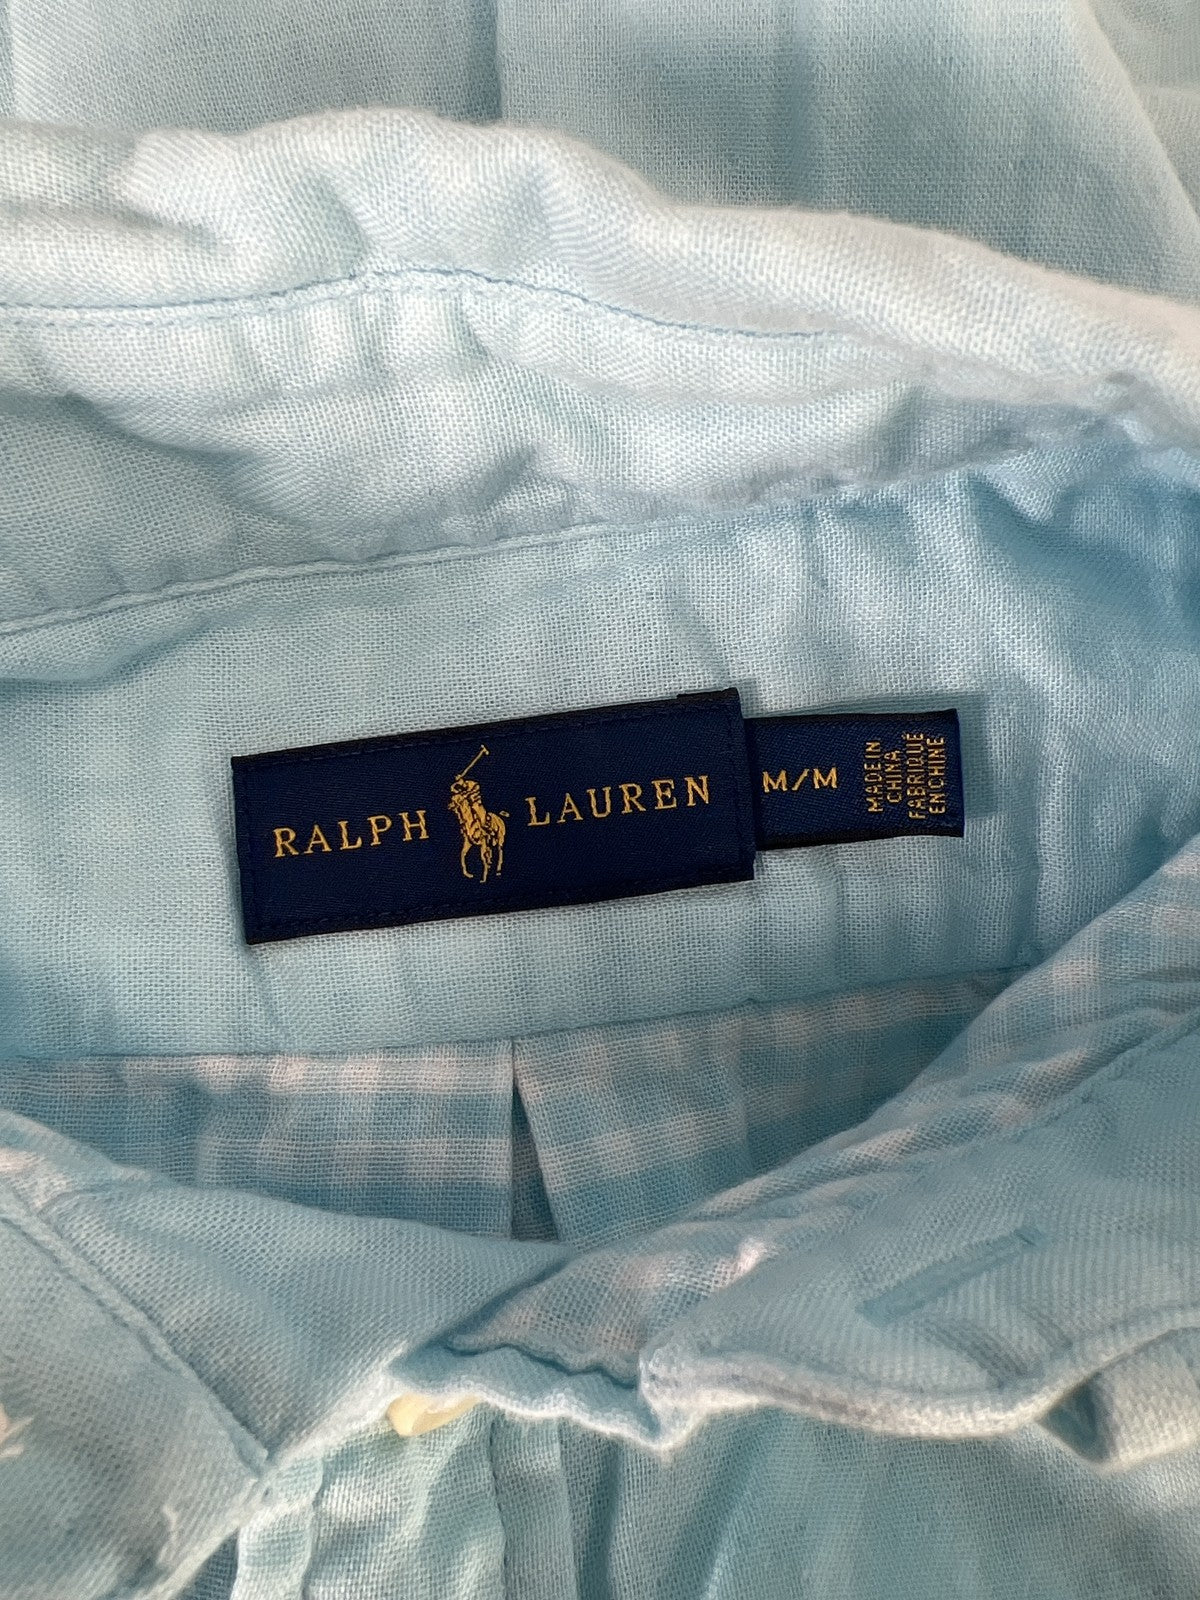 RALPH LAUREN
M/M
MADE IN
CHINA
FABRIQUÉ
EN CHINE